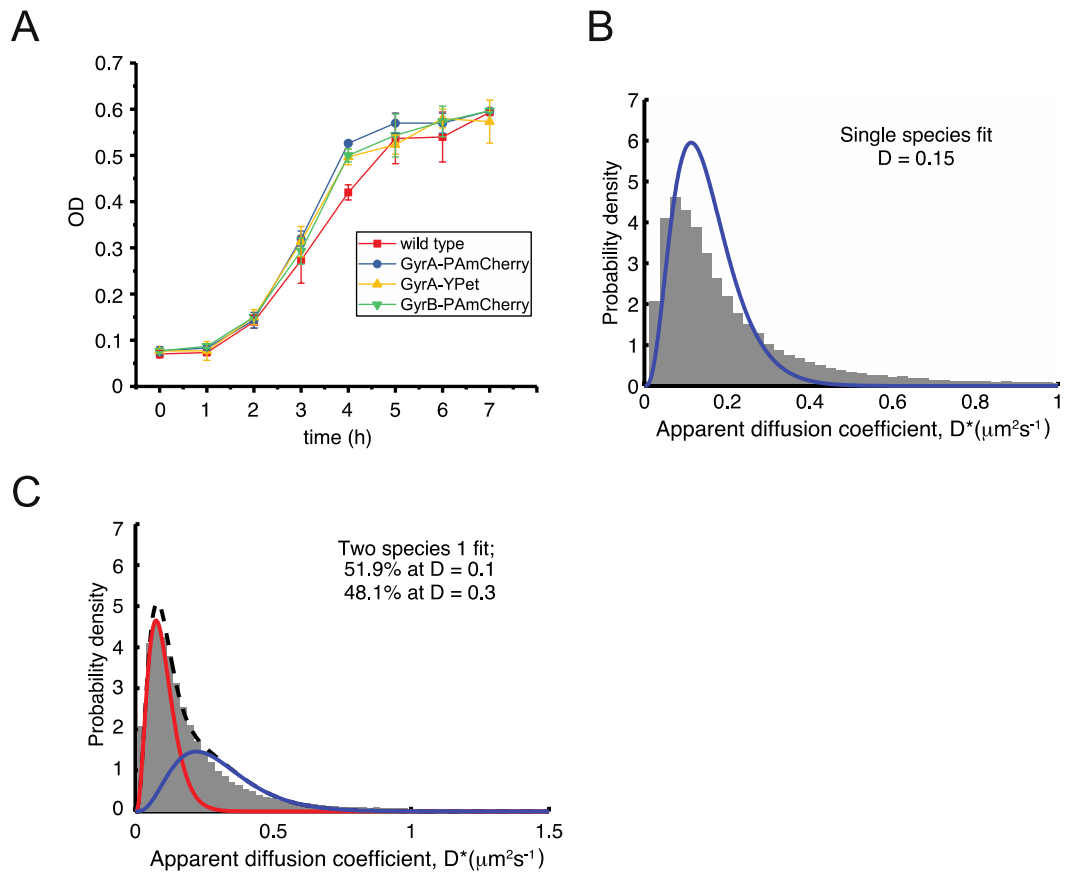 A
0.7
0.6
0.5
0.4
0.3
0.2
0.1
0
OD
0 1 2 3 4 5 6 7
time (h)
wild type
GyrA-PAmCherry
GyrA-YPet
GyrB-PAmCherry
B
7
6
5
4
3
2
1
0
Probability density
Single species fit
D = 0.15
0 0.2 0.4 0.6 0.8 1
Apparent diffusion coefficient, D*(μm²s⁻¹)
C
7
6
5
4
3
2
1
0
Probability density
Two species 1 fit;
51.9% at D = 0.1
48.1% at D = 0.3
0 0.5 1 1.5
Apparent diffusion coefficient, D*(μm²s⁻¹)